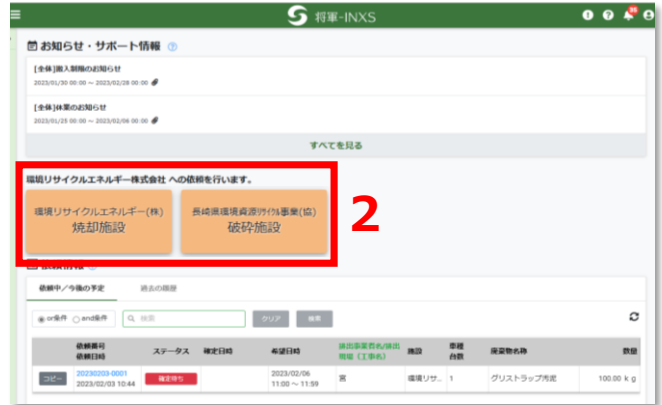 将軍-INXS
35
お知らせ・サポート情報
[全体]搬入制限のお知らせ
2023/01/30 00:00 ～ 2023/02/28 00:00
[全体]休業のお知らせ
2023/01/25 00:00 ～ 2023/02/06 00:00
すべてを見る
環境リサイクルエネルギー株式会社 への依頼を行います。
環境リサイクルエネルギー(株)
焼却施設
長崎県環境資源ﾘｻｲｸﾙ事業(協)
破砕施設
2
依頼情報
依頼中／今後の予定 過去の履歴
or条件 and条件 検索 クリア 検索
依頼番号
依頼日時
ステータス 確定日時 希望日時
排出事業者名/排出
現場（工事名）
施設
車種
台数
廃棄物名称 数量
コピー
20230203-0001
2023/02/03 10:44
確定待ち
2023/02/06
11:00 ～ 11:59
宮 環境リサ... 1 グリストラップ汚泥 100.00 ｋｇ